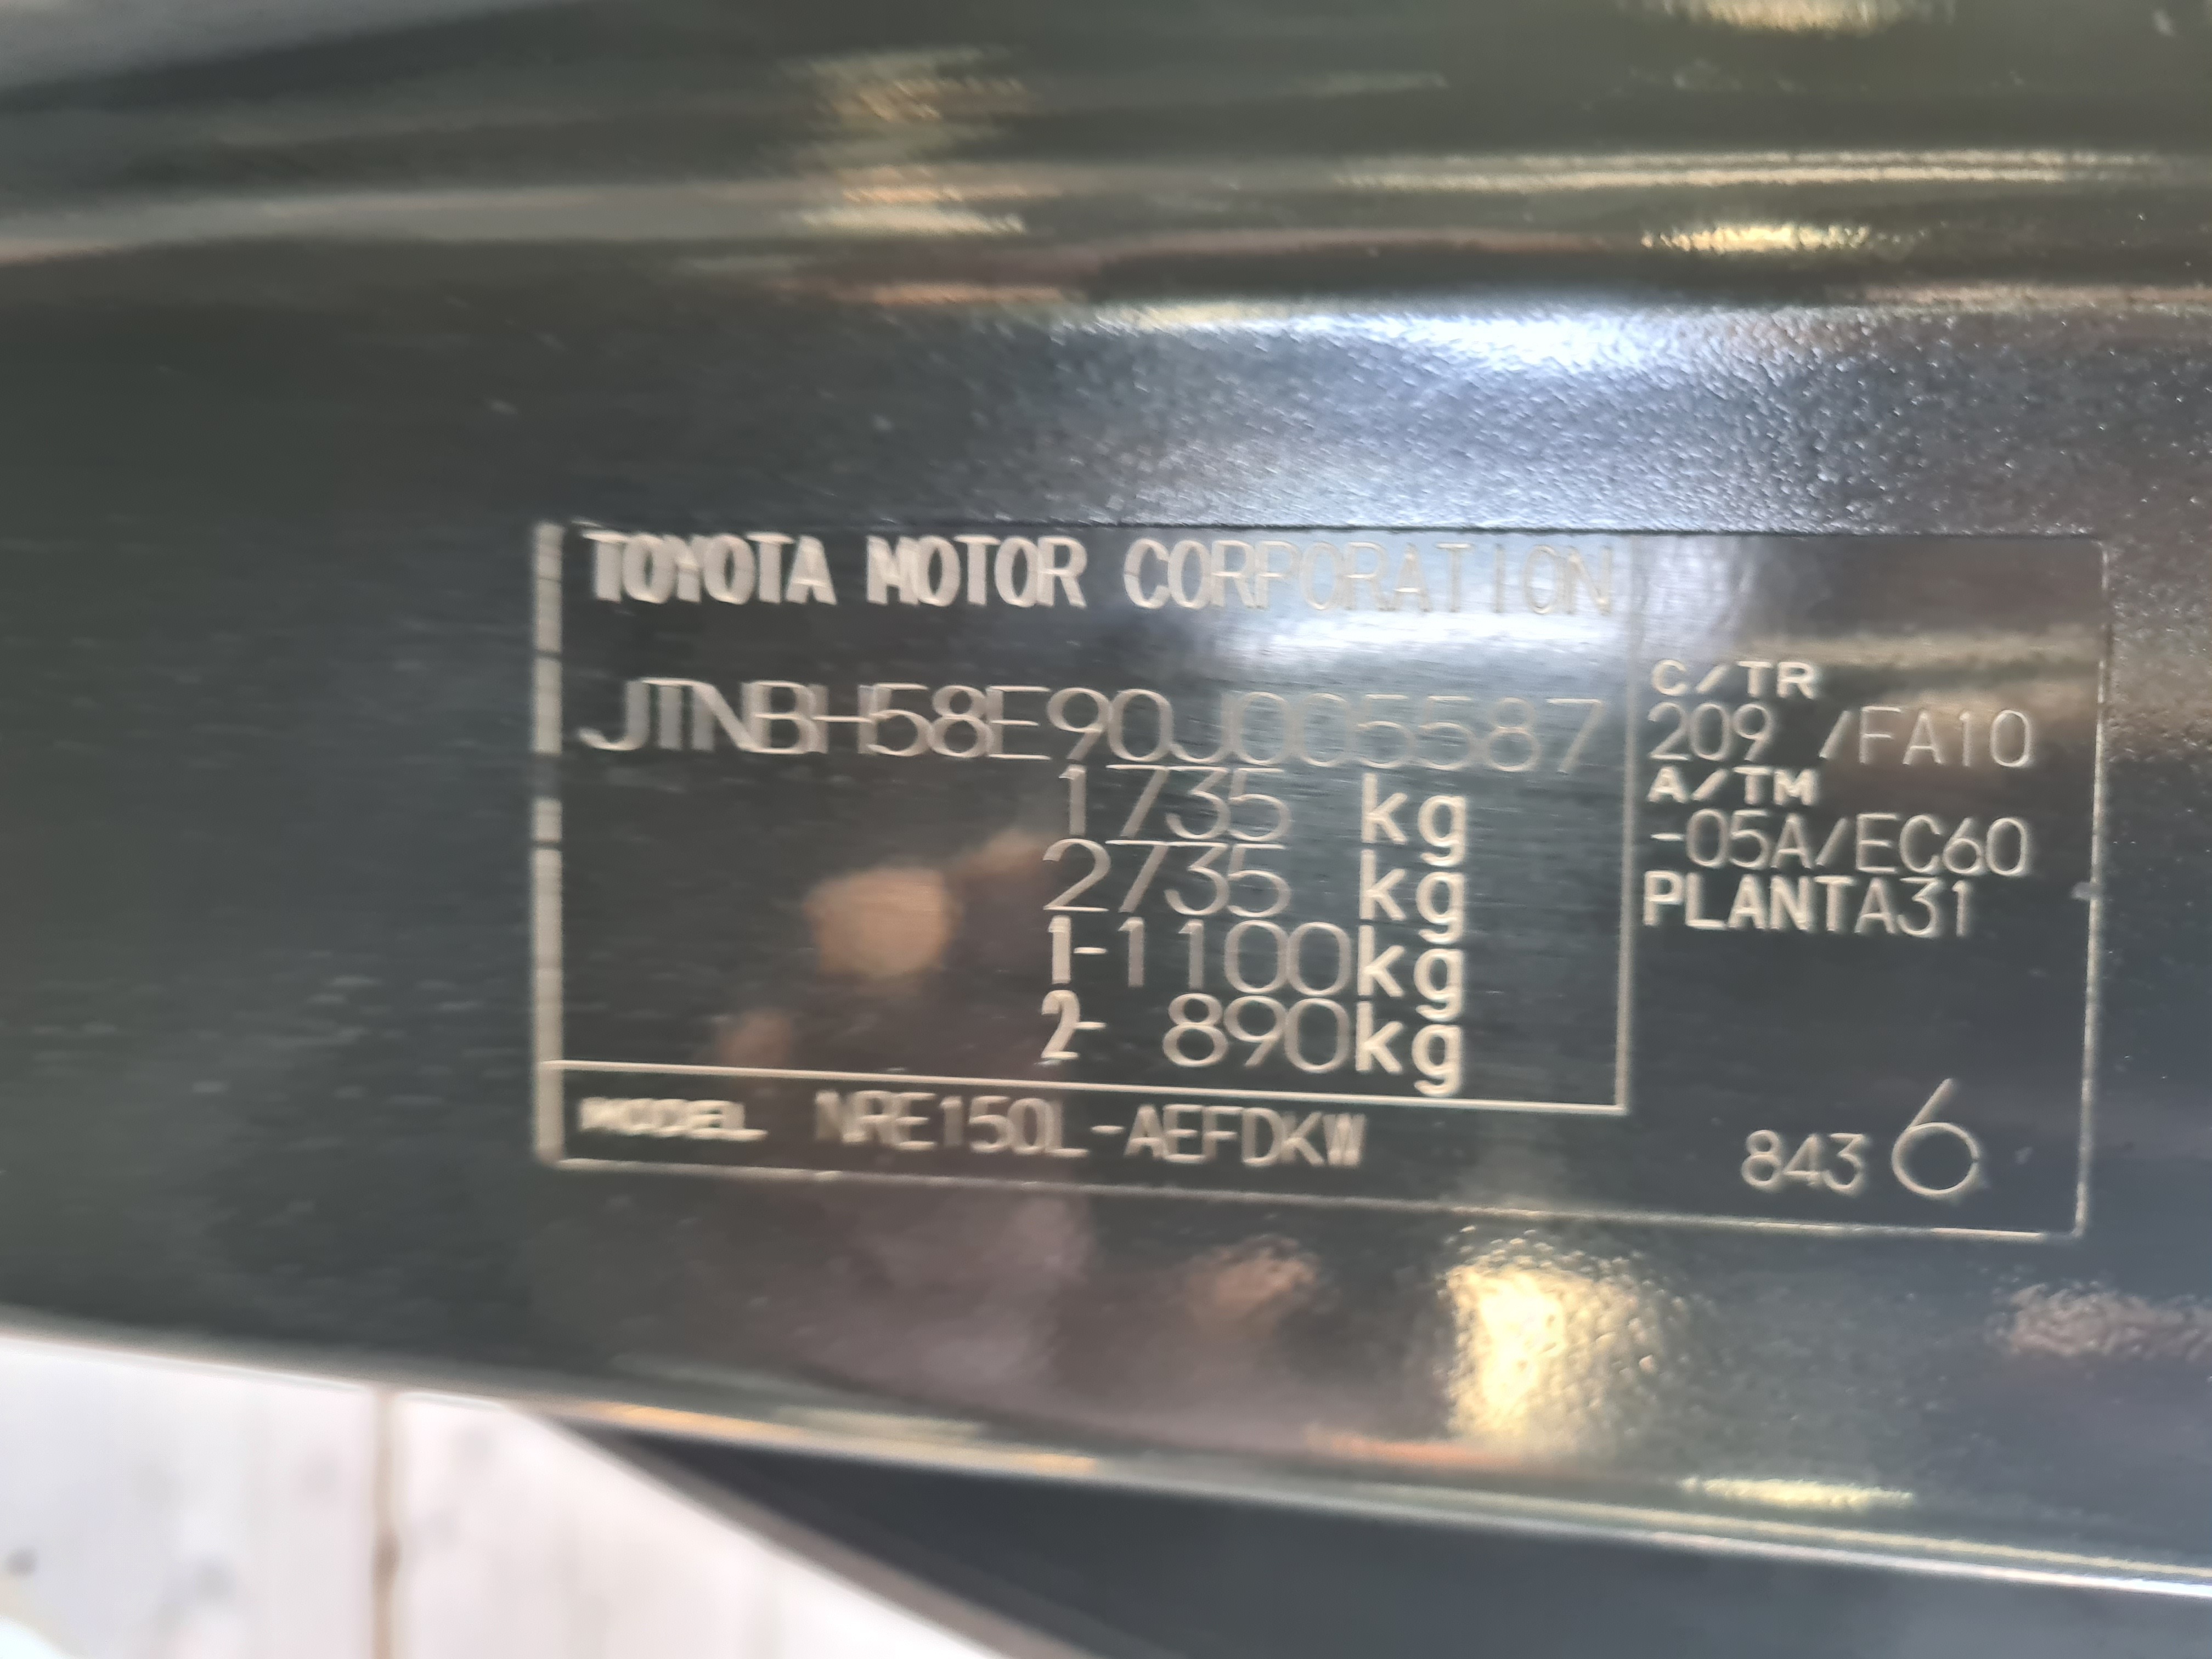 TOYOTA MOTOR CORPORATION
JTNBH58E90J005587
1735 kg
2735 kg
1-1100kg
2- 890kg
MODEL NRE150L-AEFDKW
C/TR
209 /FA10
A/TM
-05A/EC60
PLANTA31
843 6